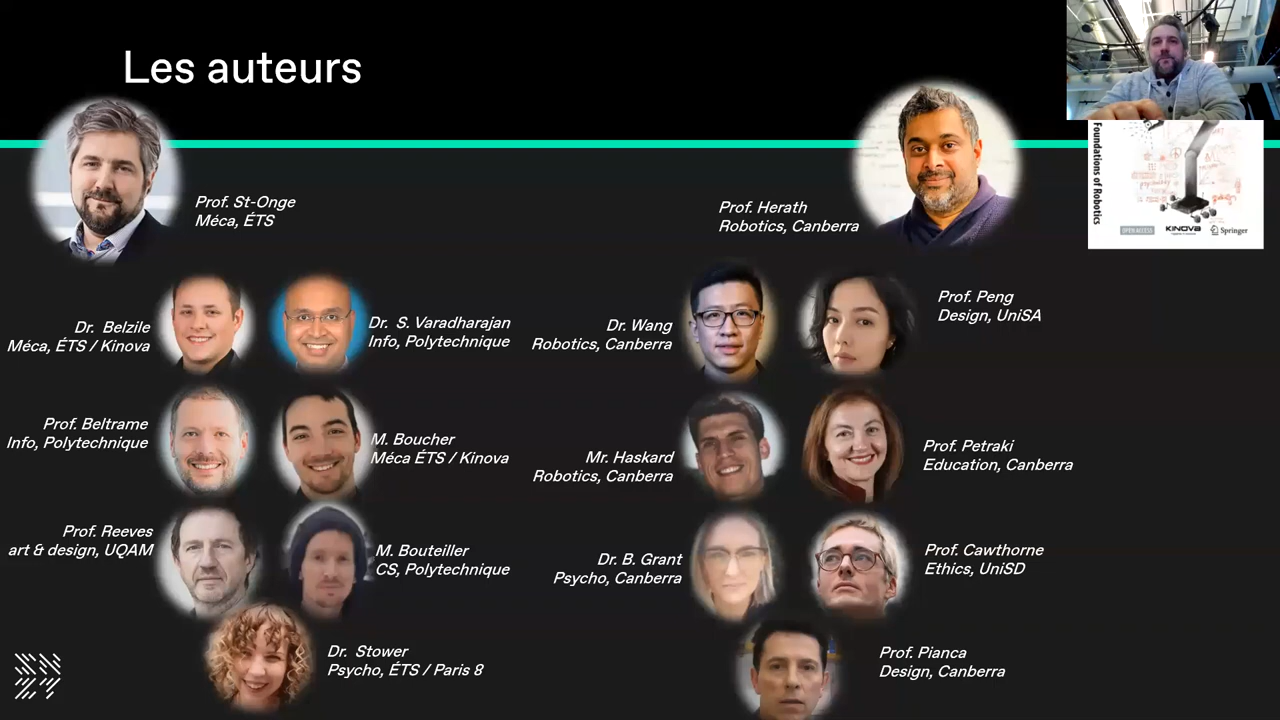 Les auteurs
Prof. St-Onge
Méca, ÉTS
Prof. Herath
Robotics, Canberra
Foundations of Robotics
OPEN ACCESS
KINOVA
Springer
Dr. Belzile
Méca, ÉTS / Kinova
Dr. S. Varadharajan
Info, Polytechnique
Dr. Wang
Robotics, Canberra
Prof. Peng
Design, UniSA
Prof. Beltrame
Info, Polytechnique
M. Boucher
Méca ÉTS / Kinova
Mr. Haskard
Robotics, Canberra
Prof. Petraki
Education, Canberra
Prof. Reeves
art & design, UQAM
M. Bouteiller
CS, Polytechnique
Dr. B. Grant
Psycho, Canberra
Prof. Cawthorne
Ethics, UniSD
Dr. Stower
Psycho, ÉTS / Paris 8
Prof. Pianca
Design, Canberra